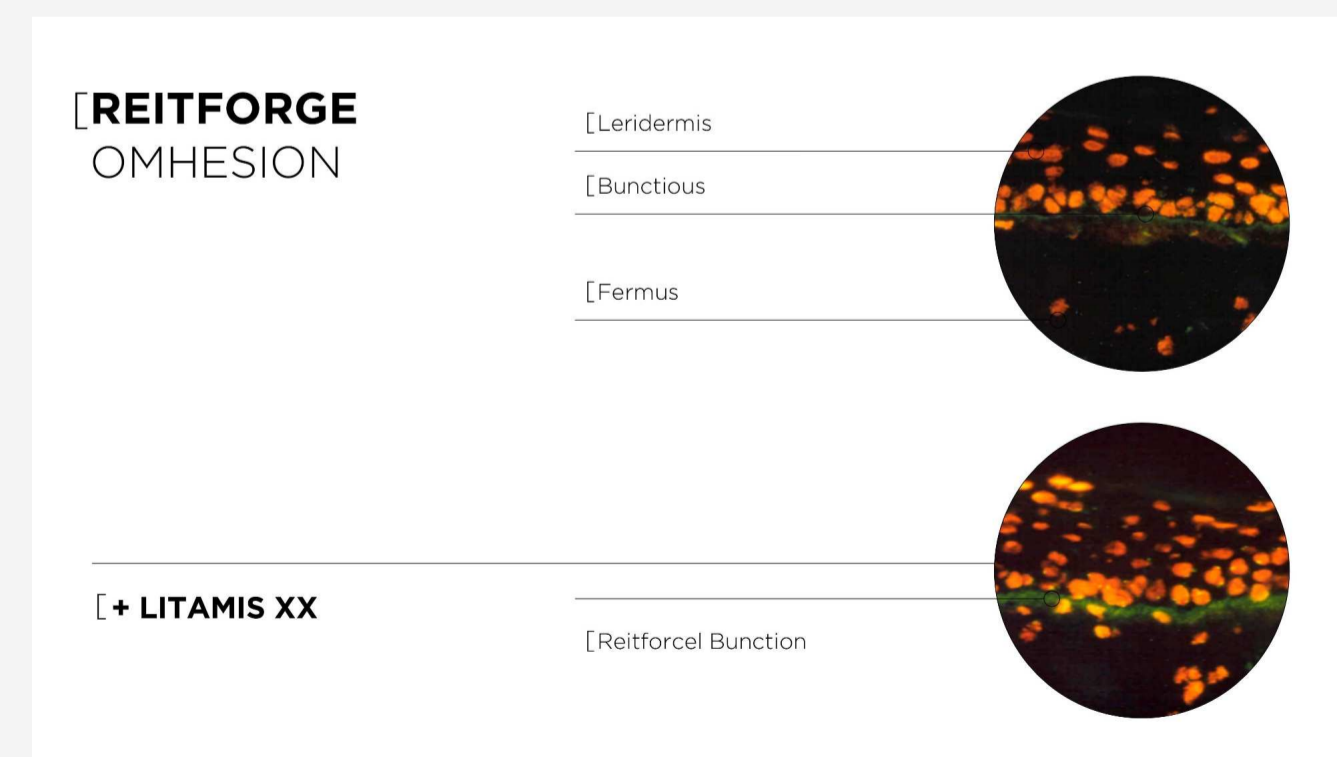 [REITFORGE
OMHESION
[Leridermis
[Bunctious
[Fermus
[+ LITAMIS XX
[Reitforcel Bunction